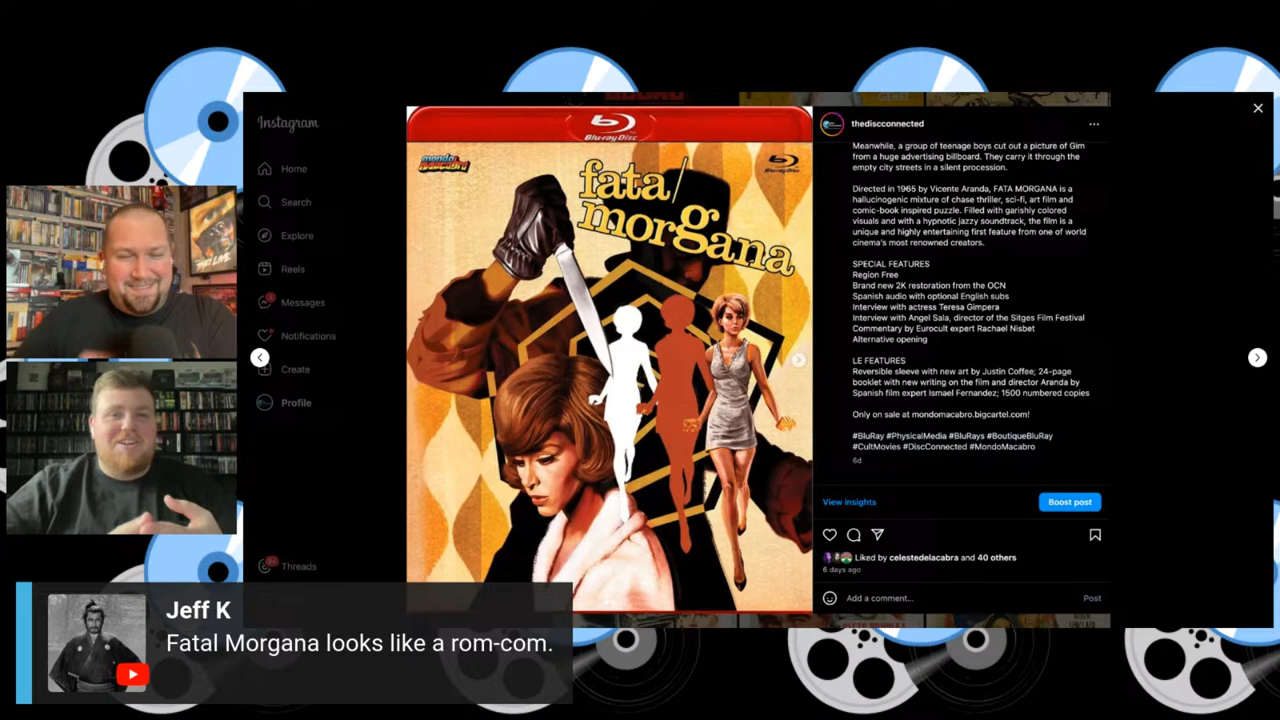 Instagram
Home
Search
Explore
Reels
Messages
Notifications
Create
Profile
Threads
Blu-ray Disc
mondo
macabro
Blu-ray Disc
fata/
morgana
thediscconnected
Meanwhile, a group of teenage boys cut out a picture of Gim
from a huge advertising billboard. They carry it through the
empty city streets in a silent procession.
Directed in 1965 by Vicente Aranda, FATA MORGANA is a
hallucinogenic mixture of chase thriller, sci-fi, art film and
comic-book inspired puzzle. Filled with garishly colored
visuals and with a hypnotic jazzy soundtrack, the film is a
unique and highly entertaining first feature from one of world
cinema's most renowned creators.
SPECIAL FEATURES
Region Free
Brand new 2K restoration from the OCN
Spanish audio with optional English subs
Interview with actress Teresa Gimpera
Interview with Angel Sala, director of the Sitges Film Festival
Commentary by Eurocult expert Rachael Nisbet
Alternative opening
LE FEATURES
Reversible sleeve with new art by Justin Coffee; 24-page
booklet with new writing on the film and director Aranda by
Spanish film expert Ismael Fernandez; 1500 numbered copies
Only on sale at mondomacabro.bigcartel.com!
#BluRay #PhysicalMedia #BluRays #BoutiqueBluRay
#CultMovies #DiscConnected #MondoMacabro
6d
View insights
Boost post
Liked by celestedelacabra and 40 others
6 days ago
Add a comment...
Post
THEY LIVE
Jeff K
Fatal Morgana looks like a rom-com.